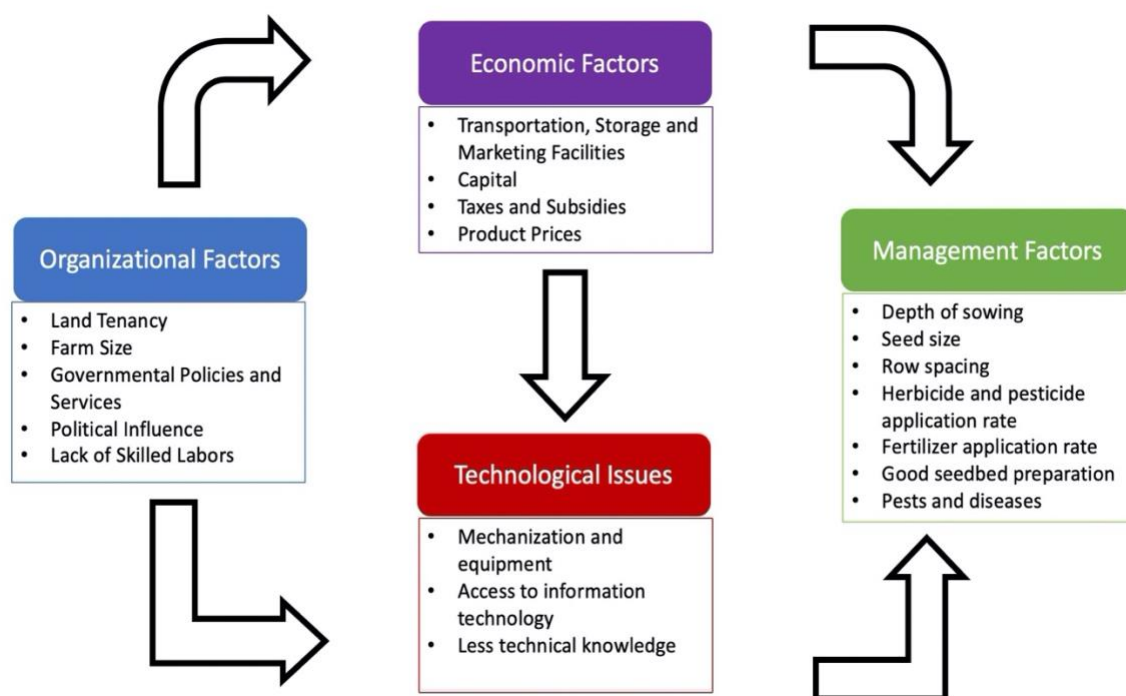 Economic Factors
• Transportation, Storage and
Marketing Facilities
• Capital
• Taxes and Subsidies
• Product Prices
Organizational Factors
• Land Tenancy
• Farm Size
• Governmental Policies and
Services
• Political Influence
• Lack of Skilled Labors
Technological Issues
• Mechanization and
equipment
• Access to information
technology
• Less technical knowledge
Management Factors
• Depth of sowing
• Seed size
• Row spacing
• Herbicide and pesticide
application rate
• Fertilizer application rate
• Good seedbed preparation
• Pests and diseases